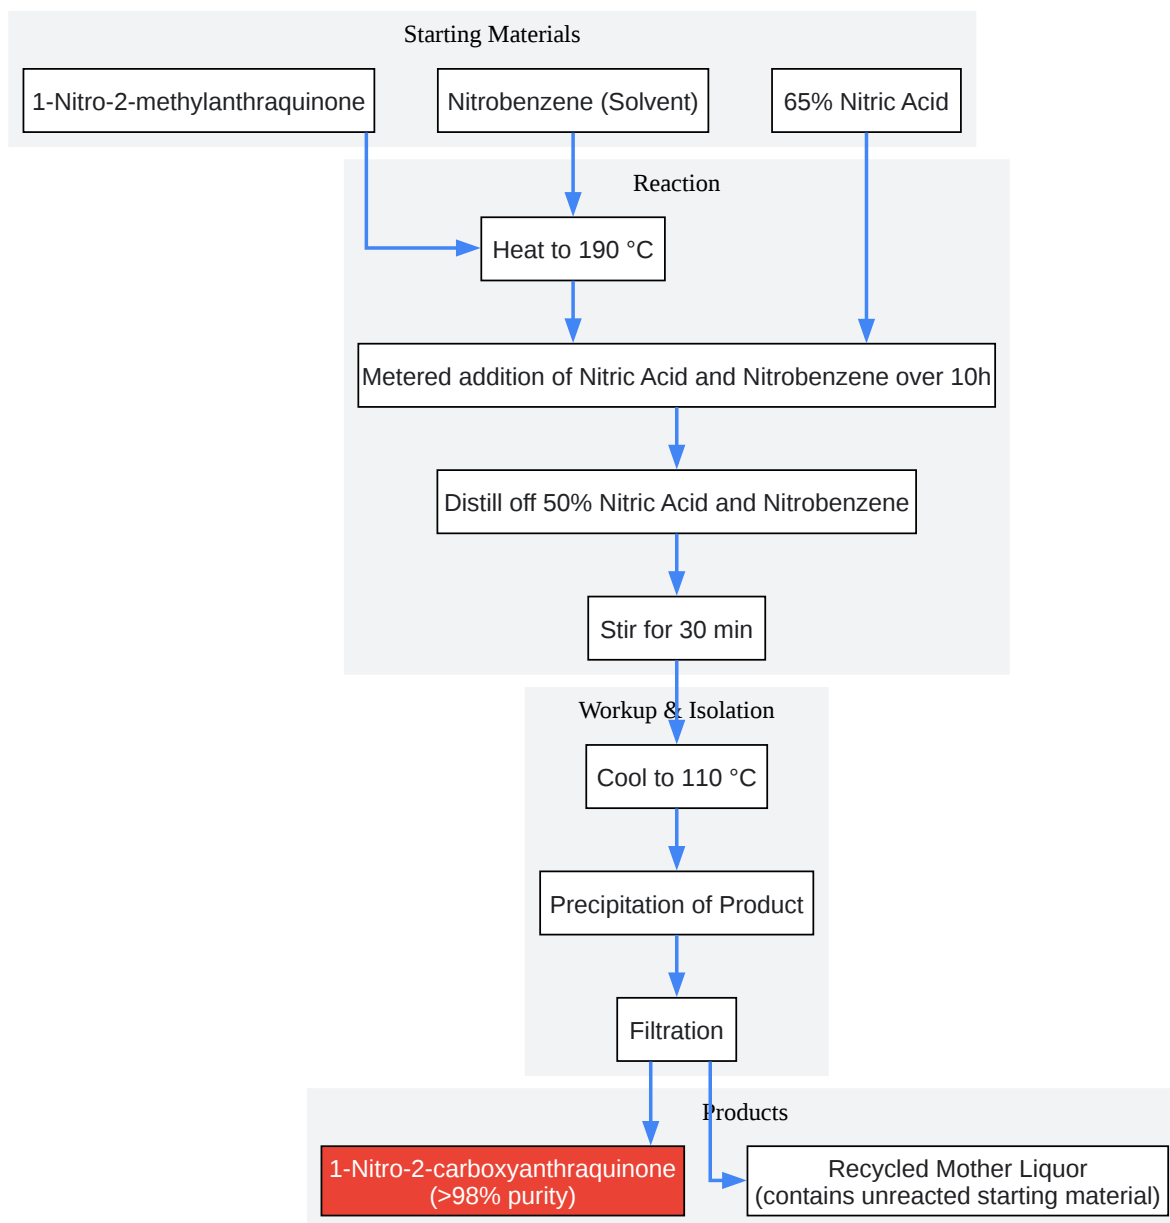 Starting Materials
1-Nitro-2-methylanthraquinone
Nitrobenzene (Solvent)
65% Nitric Acid
Reaction
Heat to 190 °C
Metered addition of Nitric Acid and Nitrobenzene over 10h
Distill off 50% Nitric Acid and Nitrobenzene
Stir for 30 min
Workup & Isolation
Cool to 110 °C
Precipitation of Product
Filtration
Products
1-Nitro-2-carboxyanthraquinone
(>98% purity)
Recycled Mother Liquor
(contains unreacted starting material)